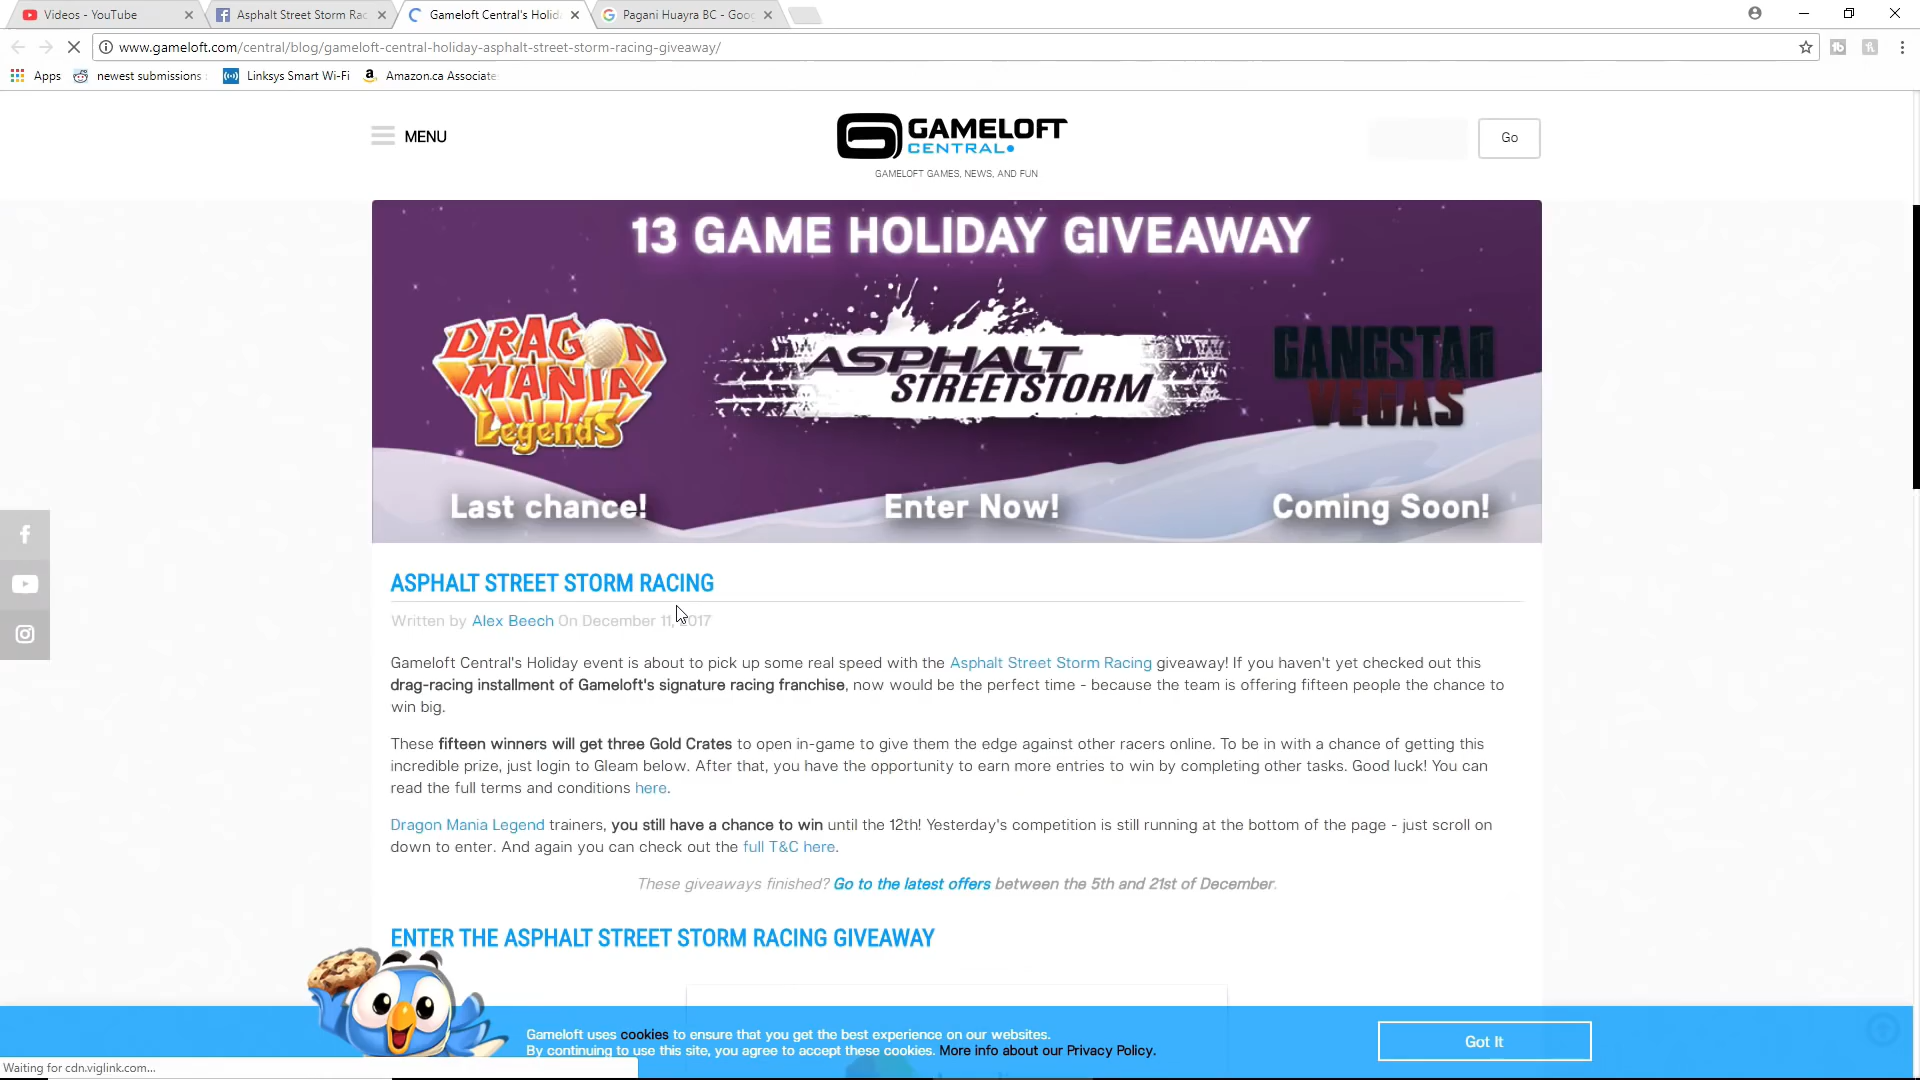 Videos - YouTube
Asphalt Street Storm Rac
Gameloft Central's Holid
Pagani Huayra BC - Goo
www.gameloft.com/central/blog/gameloft-central-holiday-asphalt-street-storm-racing-giveaway/
Apps newest submissions Linksys Smart Wi-Fi Amazon.ca Associate
MENU
GAMELOFT
CENTRAL
GAMELOFT GAMES, NEWS, AND FUN
Go
13 GAME HOLIDAY GIVEAWAY
DRAGON
MANIA
Legends
ASPHALT
STREETSTORM
GANGSTAR
VEGAS
Last chance! Enter Now! Coming Soon!
ASPHALT STREET STORM RACING
Written by Alex Beech On December 11, 2017
Gameloft Central's Holiday event is about to pick up some real speed with the Asphalt Street Storm Racing giveaway! If you haven't yet checked out this
drag-racing installment of Gameloft's signature racing franchise, now would be the perfect time - because the team is offering fifteen people the chance to
win big.
These fifteen winners will get three Gold Crates to open in-game to give them the edge against other racers online. To be in with a chance of getting this
incredible prize, just login to Gleam below. After that, you have the opportunity to earn more entries to win by completing other tasks. Good luck! You can
read the full terms and conditions here.
Dragon Mania Legend trainers, you still have a chance to win until the 12th! Yesterday's competition is still running at the bottom of the page - just scroll on
down to enter. And again you can check out the full T&C here.
These giveaways finished? Go to the latest offers between the 5th and 21st of December.
ENTER THE ASPHALT STREET STORM RACING GIVEAWAY
Gameloft uses cookies to ensure that you get the best experience on our websites.
By continuing to use this site, you agree to accept these cookies. More info about our Privacy Policy.
Got It
Waiting for cdn.viglink.com...